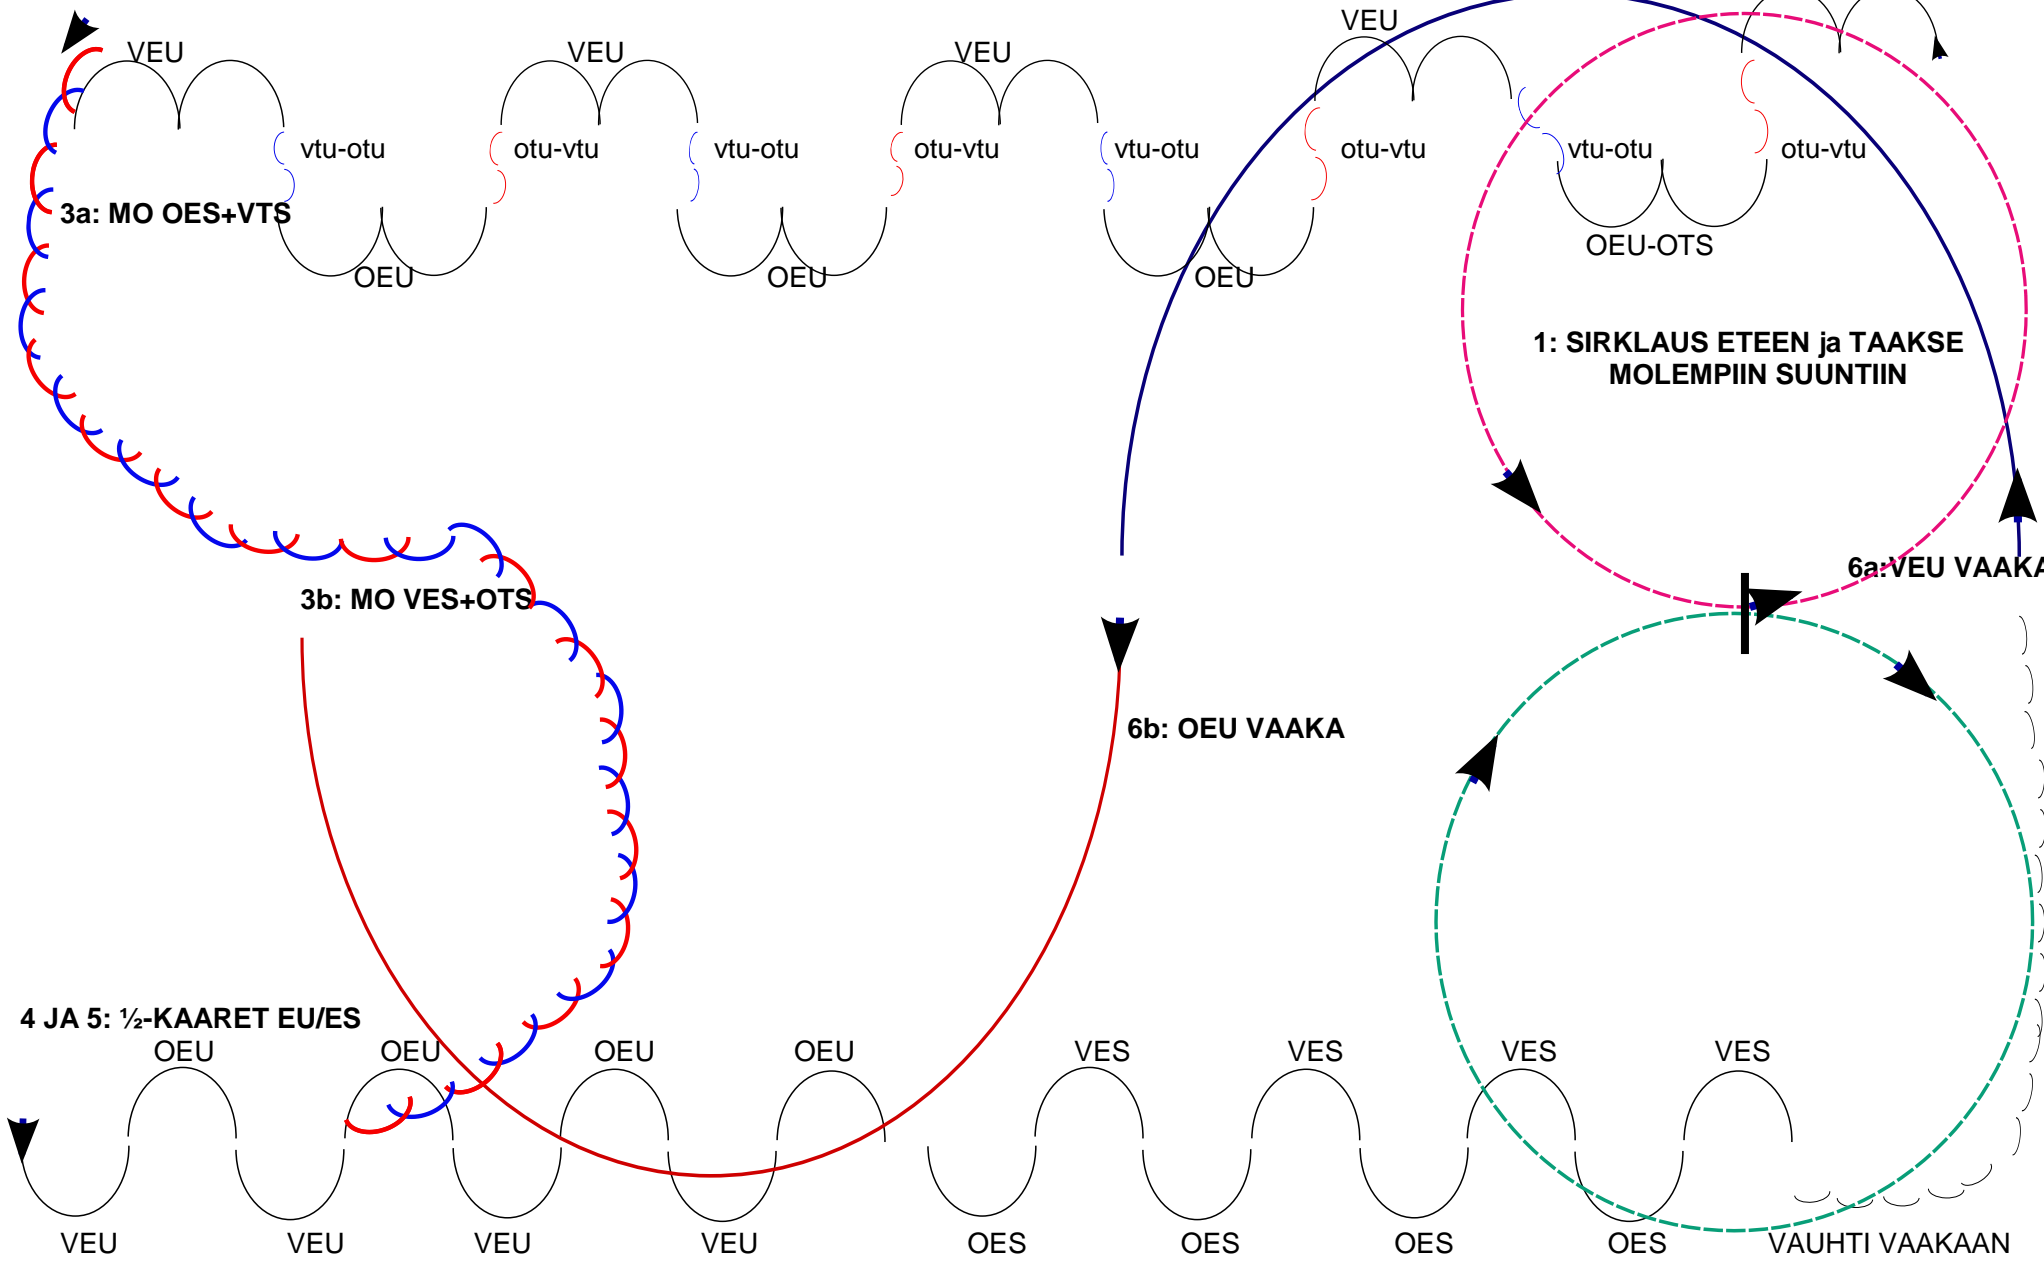 VEU
VEU
VEU
VEU
vtu-otu
otu-vtu
vtu-otu
otu-vtu
vtu-otu
otu-vtu
vtu-otu
otu-vtu
3a: MO OES+VTS
OEU
OEU
OEU
OEU-OTS
1: SIRKLAUS ETEEN ja TAAKSE
MOLEMPIIN SUUNTIIN
6a:VEU VAAKA
3b: MO VES+OTS
6b: OEU VAAKA
4 JA 5: ½-KAARET EU/ES
OEU
OEU
OEU
OEU
VES
VES
VES
VES
VEU
VEU
VEU
VEU
OES
OES
OES
OES
VAUHTI VAAKAAN